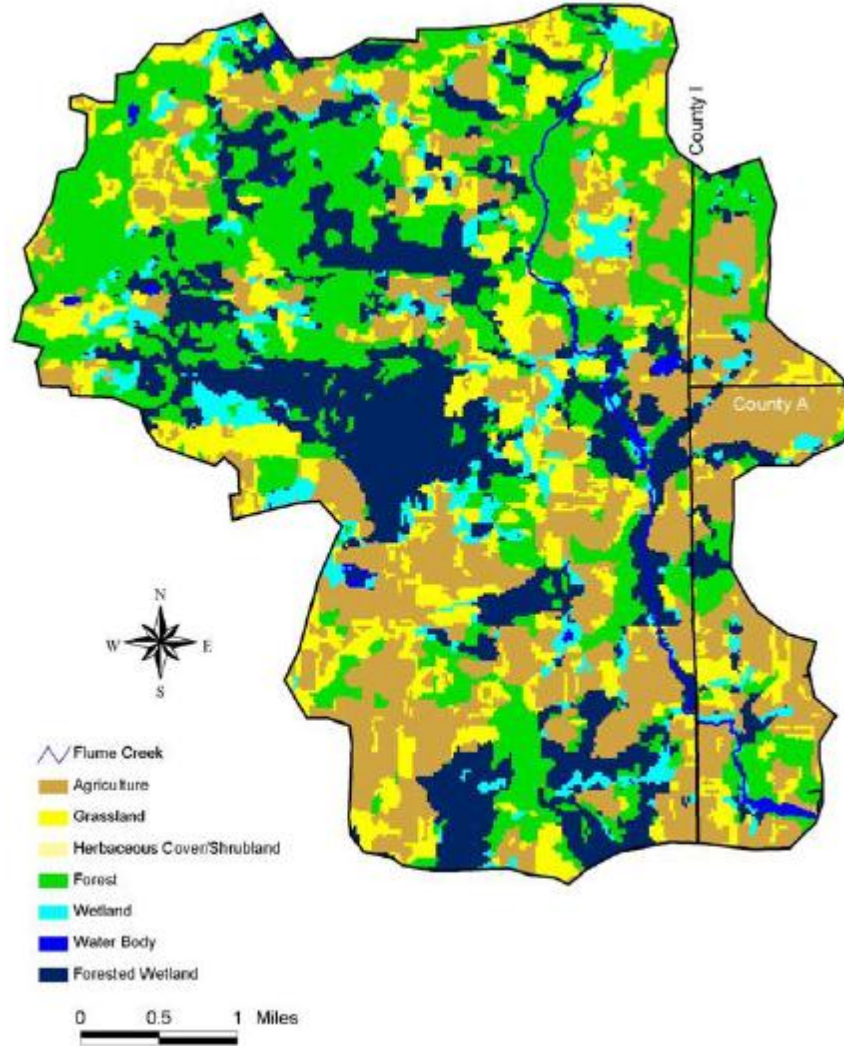 County I
County A
N
W E
S
Flume Creek
Agriculture
Grassland
Herbaceous Cover/Shrubland
Forest
Wetland
Water Body
Forested Wetland
0 0.5 1 Miles